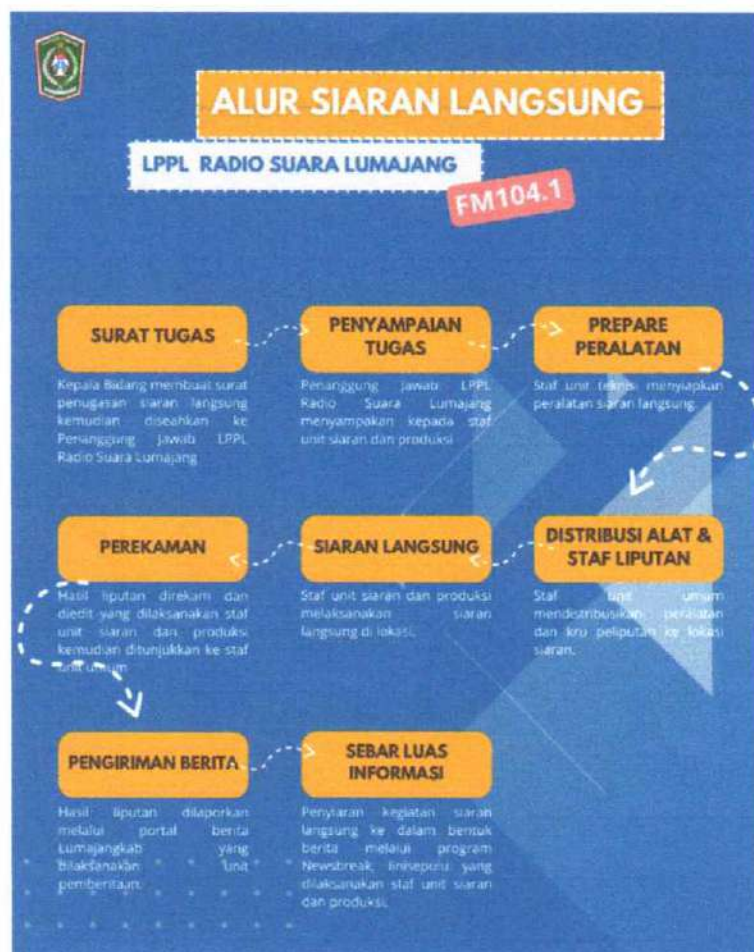 ALUR SIARAN LANGSUNG
LPPL RADIO SUARA LUMAJANG
FM104.1
SURAT TUGAS
Kepala Bidang membuat surat
penugasan siaran langsung
kemudian diseahkan ke
Penanggung Jawab LPPL
Radio Suara Lumajang
PENYAMPAIAN
TUGAS
Penanggung Jawab LPPL
Radio Suara Lumajang
menyampakan kepada staf
unit siaran dan produksi
PREPARE
PERALATAN
Staf unit teknisi menyiapkan
peralatan siaran langsung.
DISTRIBUSI ALAT &
STAF LIPUTAN
Staf unit umum
mendistribusikan peralatan
dan kru peliputan ke lokasi
siaran.
SIARAN LANGSUNG
Staf unit siaran dan produksi
melaksanakan siaran
langsung di lokasi.
PEREKAMAN
Hasil liputan direkam dan
diedit yang dilaksanakan staf
unit siaran dan produksi
kemudian ditunjukkan ke staf
unit umum
PENGIRIMAN BERITA
Hasil liputan dilaporkan
melalui portal berita
Lumajangkab yang
dilaksanakan unit
pemberitaan.
SEBAR LUAS
INFORMASI
Penyiaran kegiatan siaran
langsung ke dalam bentuk
berita melalui program
Newsbreak, yang
dilaksanakan staf unit siaran
dan produksi.